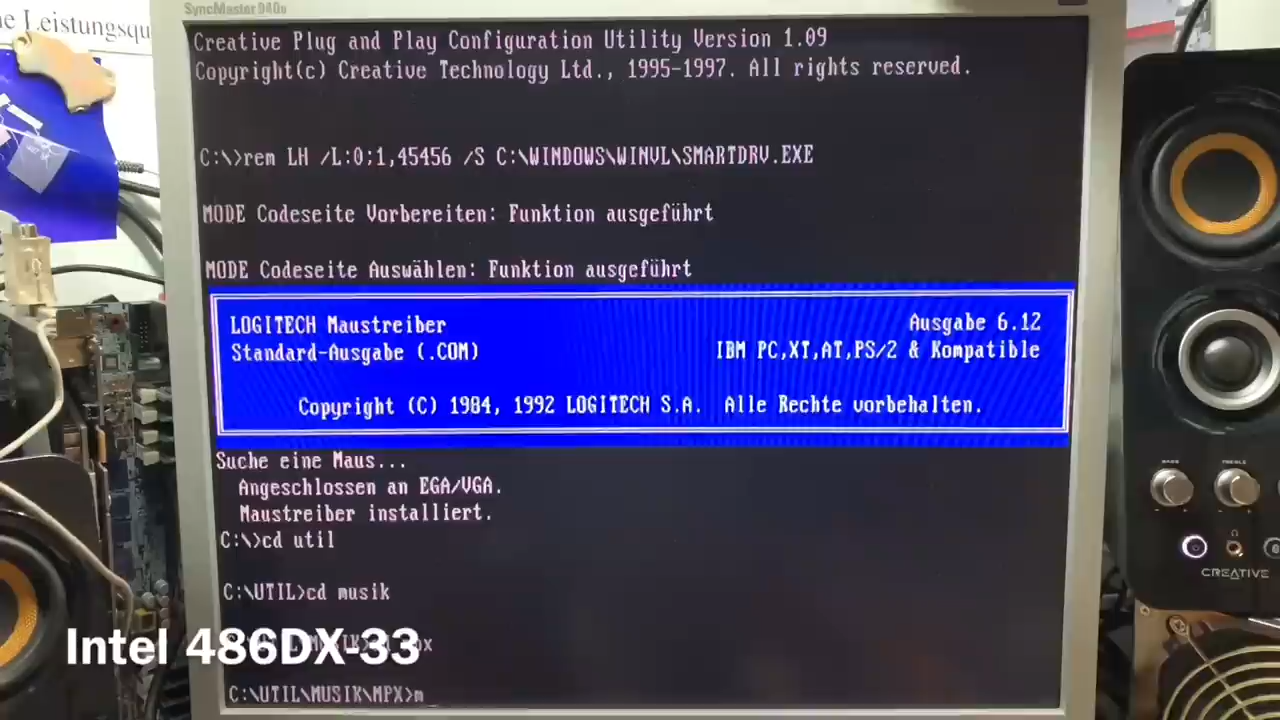 e Leistungsqu
SyncMaster 940n
Creative Plug and Play Configuration Utility Version 1.09
Copyright(c) Creative Technology Ltd., 1995-1997. All rights reserved.
C:\>rem LH /L:0;1,45456 /S C:\WINDOWS\WINVL\SMARTDRV.EXE
MODE Codeseite Vorbereiten: Funktion ausgeführt
MODE Codeseite Auswählen: Funktion ausgeführt
LOGITECH Maustreiber Ausgabe 6.12
Standard-Ausgabe (.COM) IBM PC,XT,AT,PS/2 & Kompatible
Copyright (C) 1984, 1992 LOGITECH S.A. Alle Rechte vorbehalten.
Suche eine Maus...
Angeschlossen an EGA/VGA.
Maustreiber installiert.
C:\>cd util
C:\UTIL>cd musik
C:\UTIL\MUSIK\MPX>m_
Intel 486DX-33
BASS TREBLE
CREATIVE